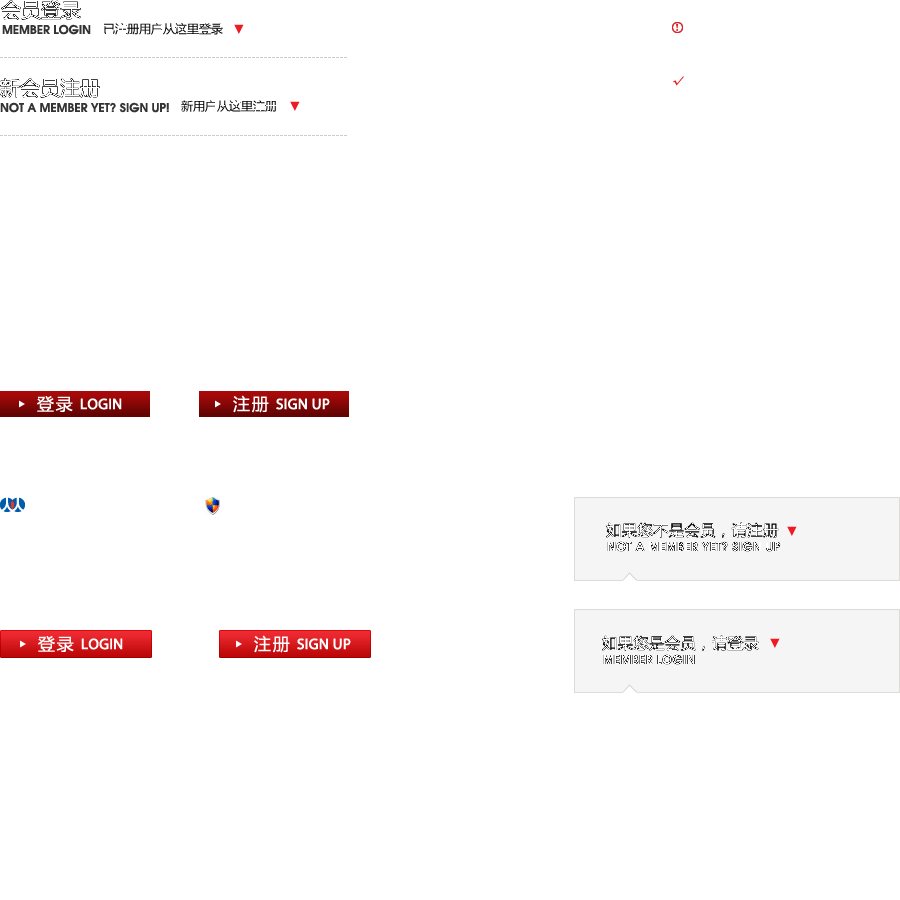 会员登录
MEMBER LOGIN 已注册用户从这里登录
新会员注册
NOT A MEMBER YET? SIGN UP! 新用户从这里注册
登录 LOGIN
注册 SIGN UP
如果您不是会员，请注册
NOT A MEMBER YET? SIGN UP
登录 LOGIN
注册 SIGN UP
如果您是会员，请登录
MEMBER LOGIN